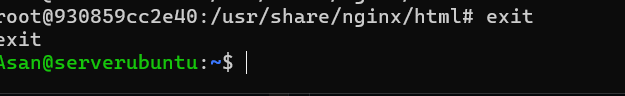 root@930859cc2e40:/usr/share/nginx/html# exit
exit
Asan@serverubuntu:~$